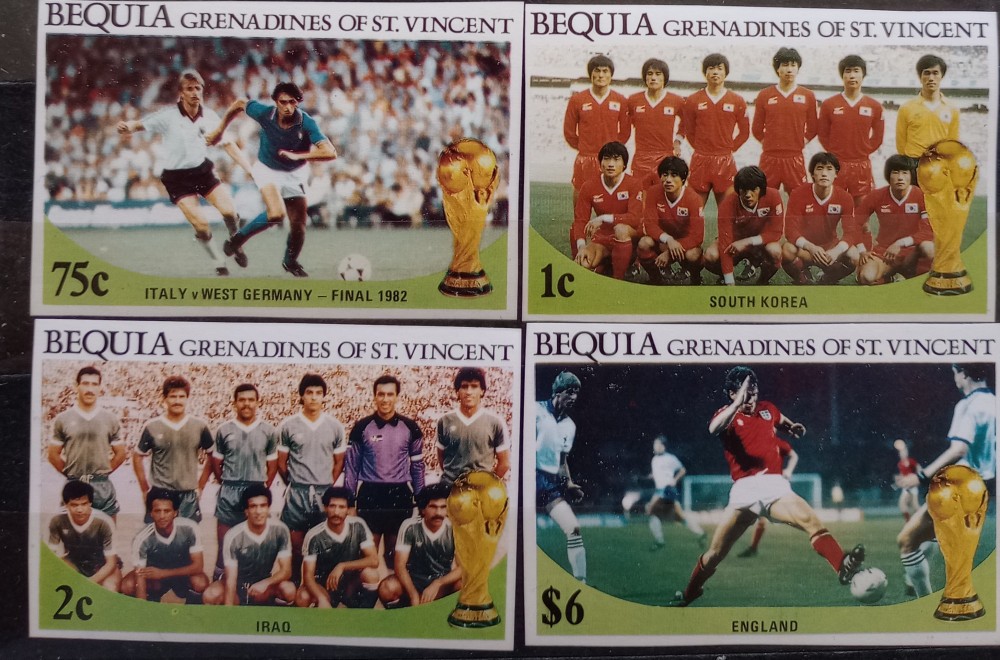 BEQUIA GRENADINES OF ST. VINCENT
75c
ITALY v WEST GERMANY – FINAL 1982
BEQUIA GRENADINES OF ST. VINCENT
1c
SOUTH KOREA
BEQUIA GRENADINES OF ST. VINCENT
2c
IRAQ
BEQUIA GRENADINES OF ST. VINCENT
$6
ENGLAND